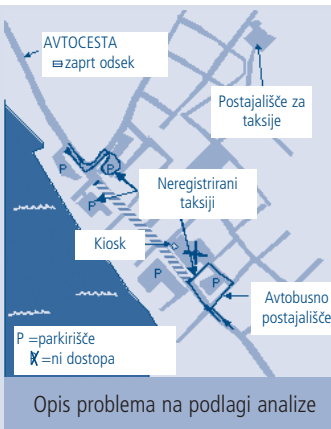 AVTOCESTA
zaprt odsek
Postajališče za
taksije
P
P
Neregistrirani
taksiji
P
Kiosk
P
P
Avtobusno
postajališče
P =parkirišče
=ni dostopa
Opis problema na podlagi analize